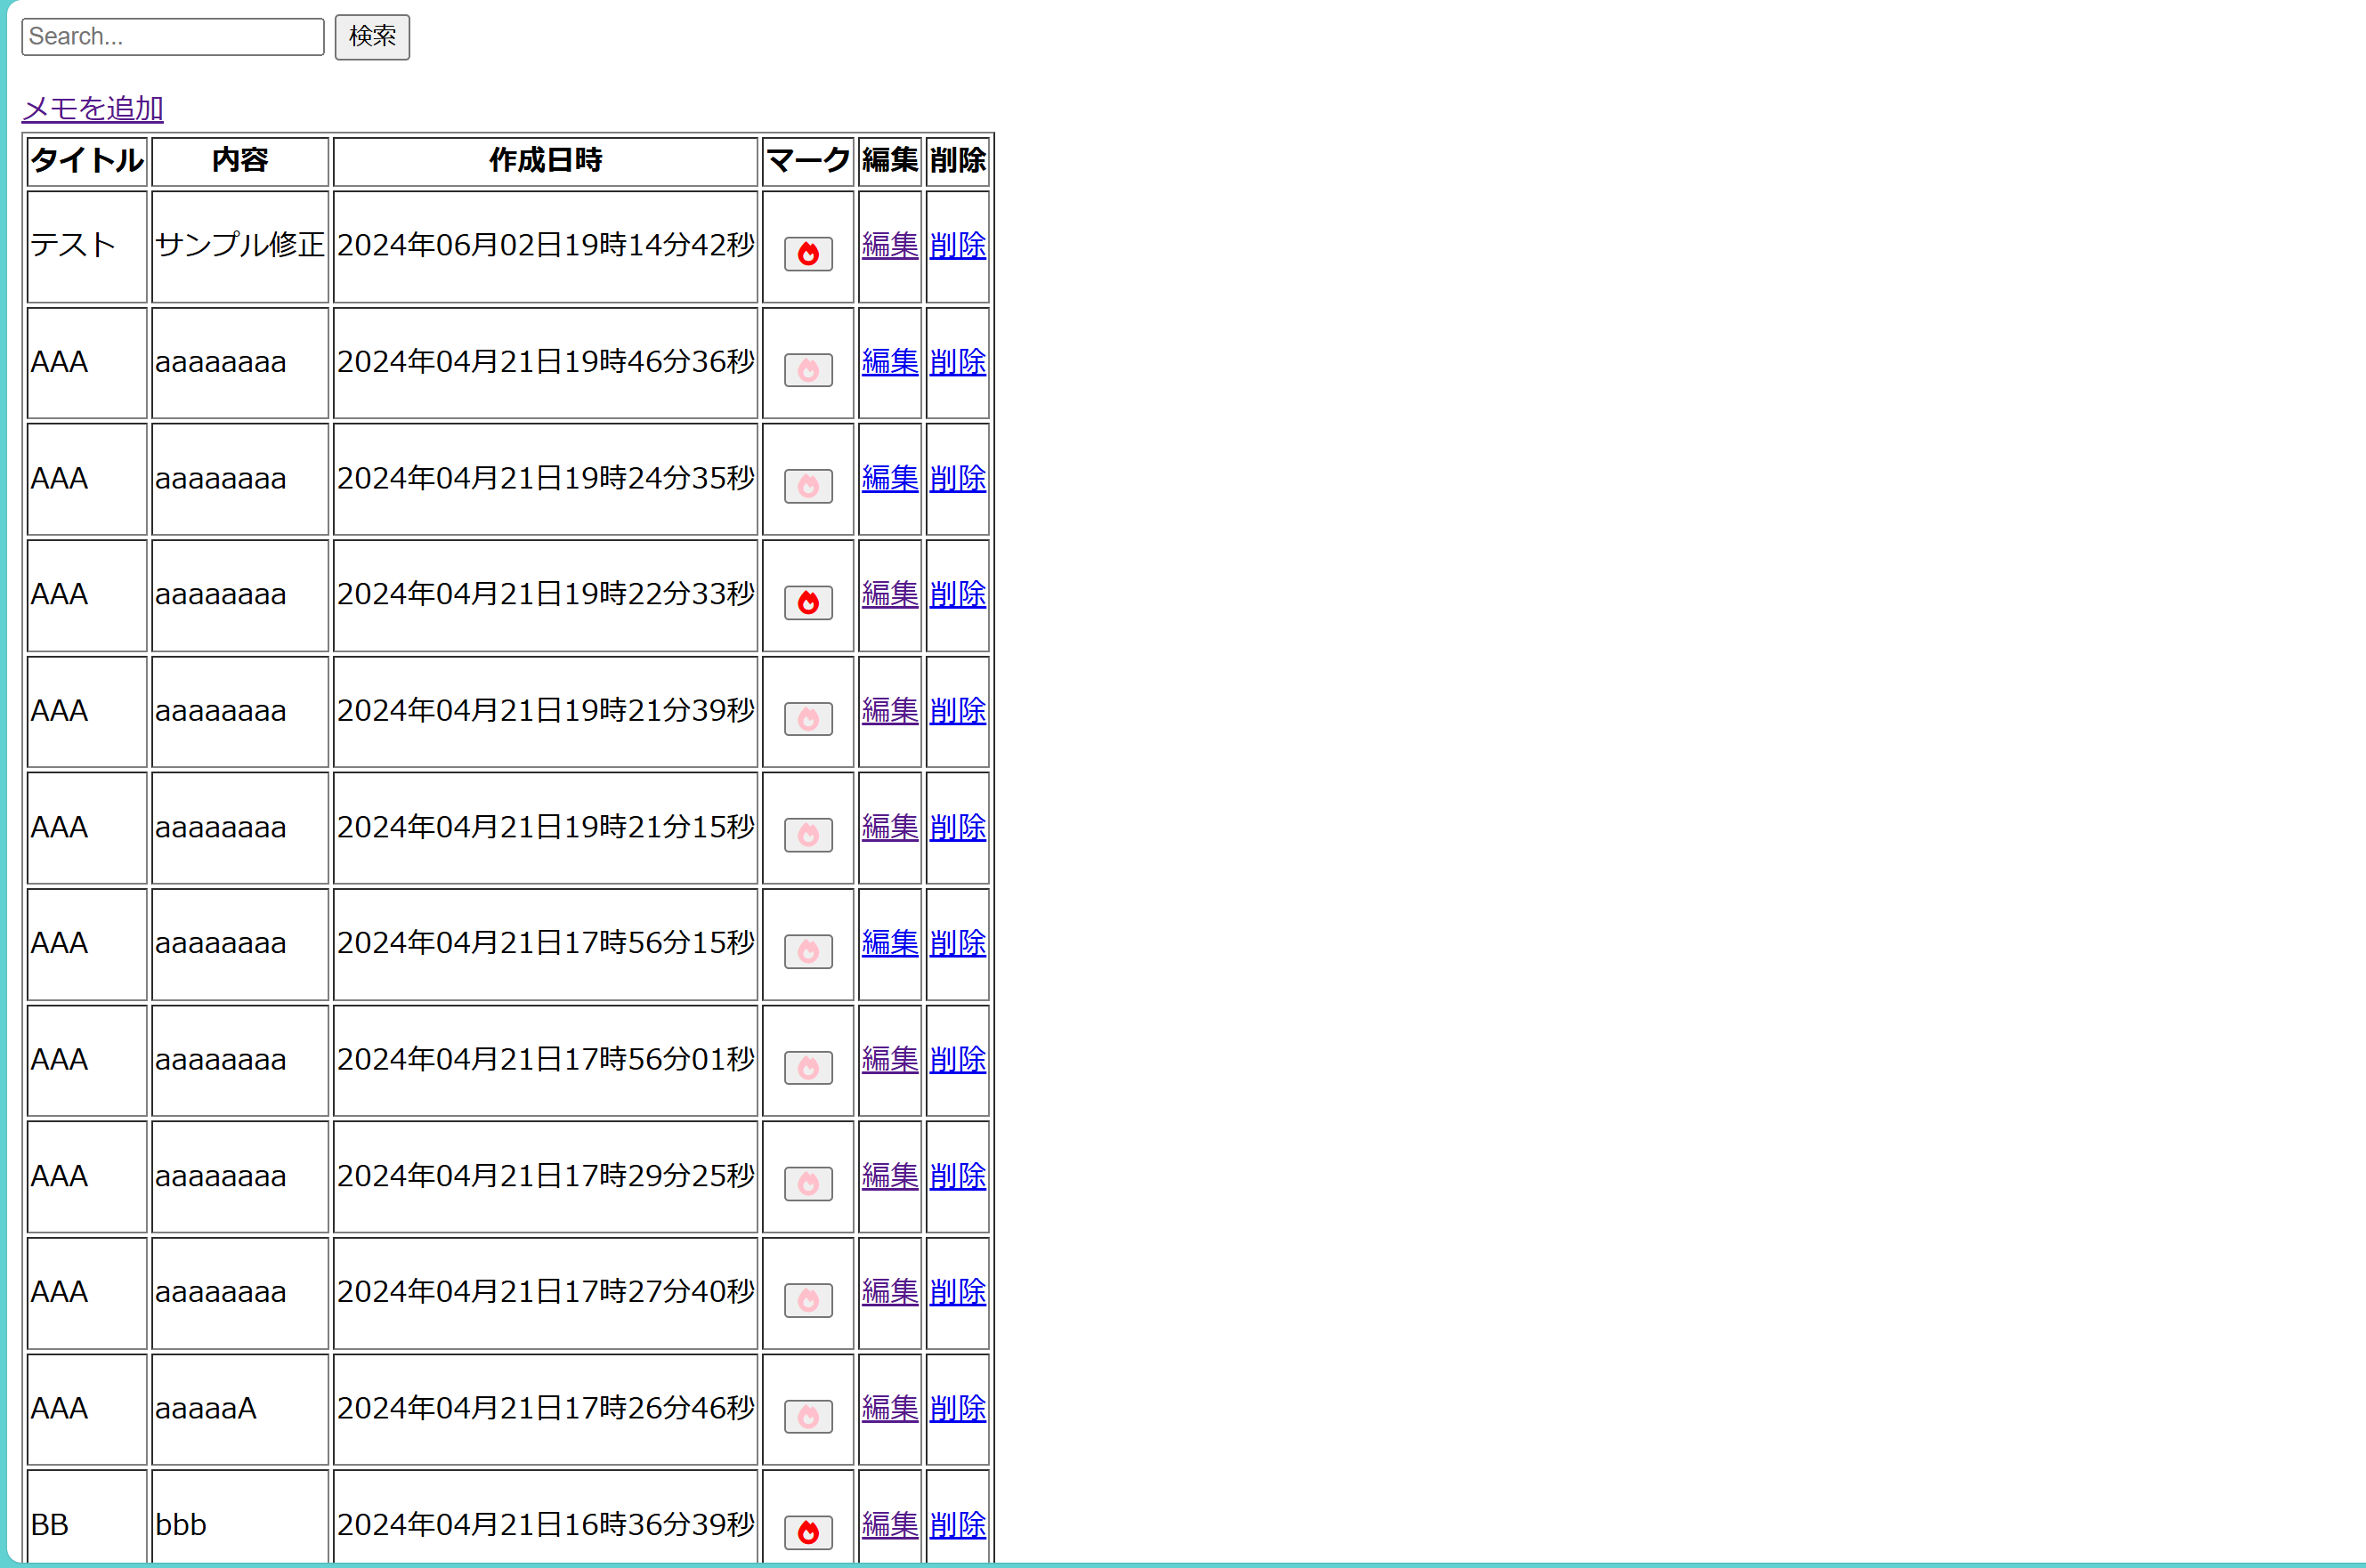 Search... 検索
メモを追加
タイトル 内容 作成日時 マーク 編集 削除
テスト サンプル修正 2024年06月02日19時14分42秒 編集 削除
AAA aaaaaaaa 2024年04月21日19時46分36秒 編集 削除
AAA aaaaaaaa 2024年04月21日19時24分35秒 編集 削除
AAA aaaaaaaa 2024年04月21日19時22分33秒 編集 削除
AAA aaaaaaaa 2024年04月21日19時21分39秒 編集 削除
AAA aaaaaaaa 2024年04月21日19時21分15秒 編集 削除
AAA aaaaaaaa 2024年04月21日17時56分15秒 編集 削除
AAA aaaaaaaa 2024年04月21日17時56分01秒 編集 削除
AAA aaaaaaaa 2024年04月21日17時29分25秒 編集 削除
AAA aaaaaaaa 2024年04月21日17時27分40秒 編集 削除
AAA aaaaaA 2024年04月21日17時26分46秒 編集 削除
BB bbb 2024年04月21日16時36分39秒 編集 削除